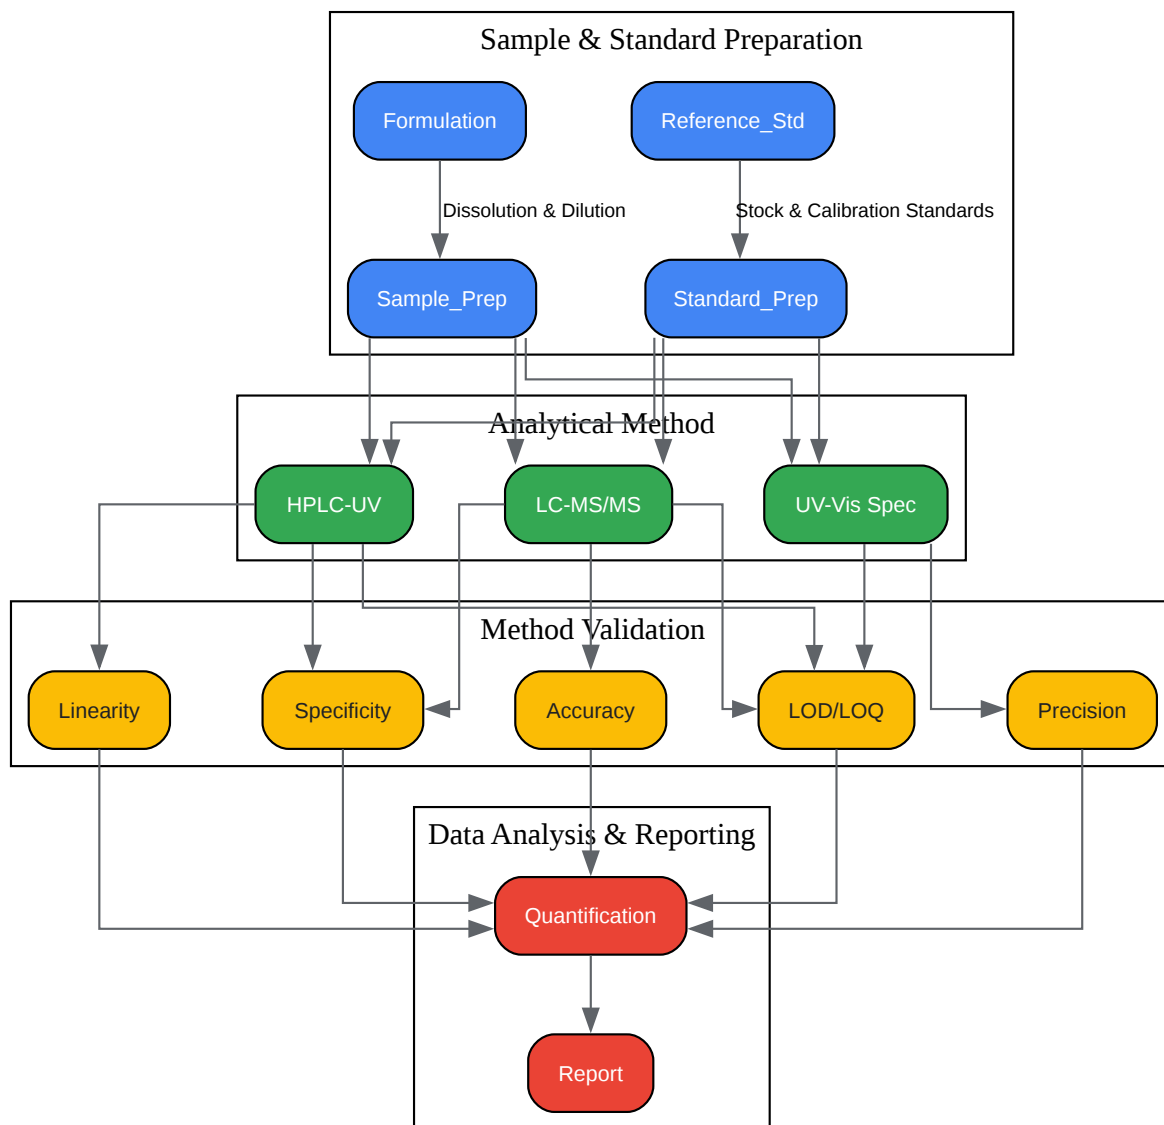 Sample & Standard Preparation
Formulation
Reference_Std
Dissolution & Dilution
Stock & Calibration Standards
Sample_Prep
Standard_Prep
Analytical Method
HPLC-UV
LC-MS/MS
UV-Vis Spec
Method Validation
Linearity
Specificity
Accuracy
LOD/LOQ
Precision
Data Analysis & Reporting
Quantification
Report